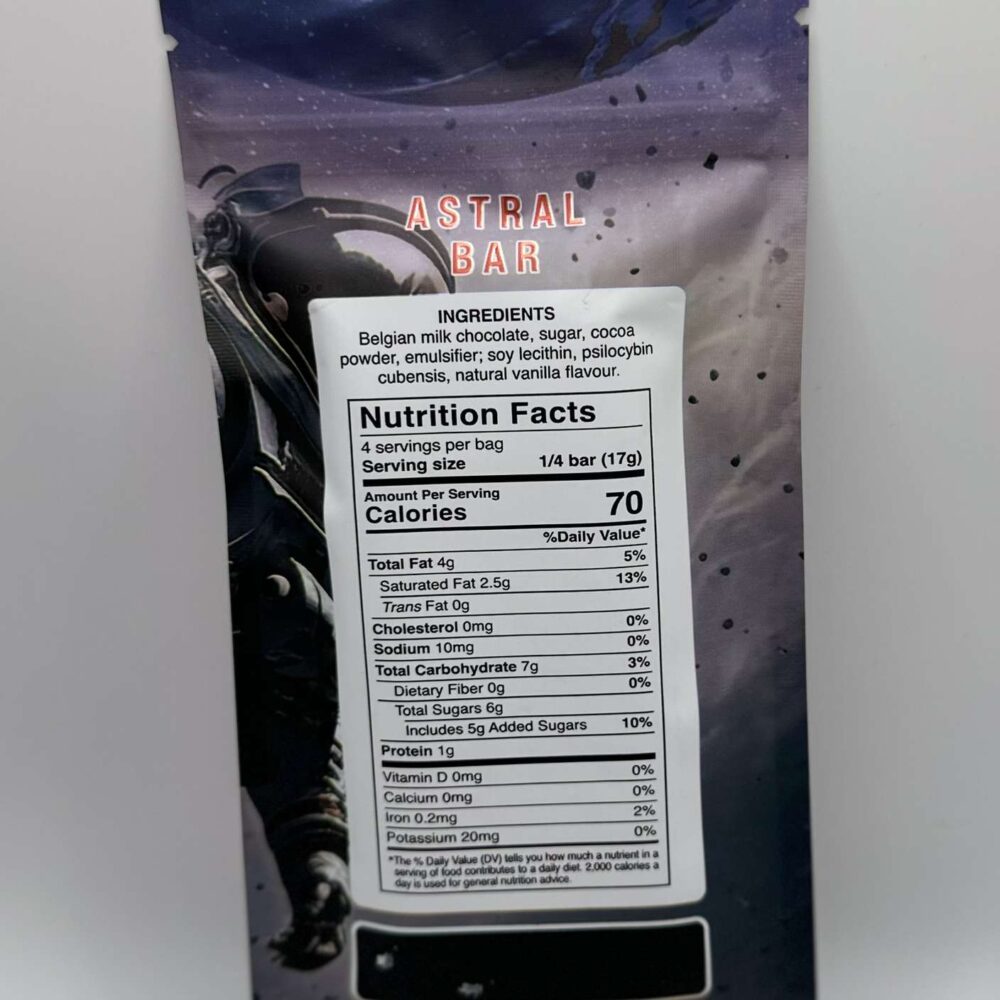 ASTRAL
BAR
INGREDIENTS
Belgian milk chocolate, sugar, cocoa
powder, emulsifier; soy lecithin, psilocybin
cubensis, natural vanilla flavour.
Nutrition Facts
4 servings per bag
Serving size 1/4 bar (17g)
Amount Per Serving
Calories 70
%Daily Value*
Total Fat 4g 5%
Saturated Fat 2.5g 13%
Trans Fat 0g
Cholesterol 0mg 0%
Sodium 10mg 0%
Total Carbohydrate 7g 3%
Dietary Fiber 0g 0%
Total Sugars 6g
Includes 5g Added Sugars 10%
Protein 1g
Vitamin D 0mg 0%
Calcium 0mg 0%
Iron 0.2mg 2%
Potassium 20mg 0%
*The % Daily Value (DV) tells you how much a nutrient in a
serving of food contributes to a daily diet. 2,000 calories a
day is used for general nutrition advice.